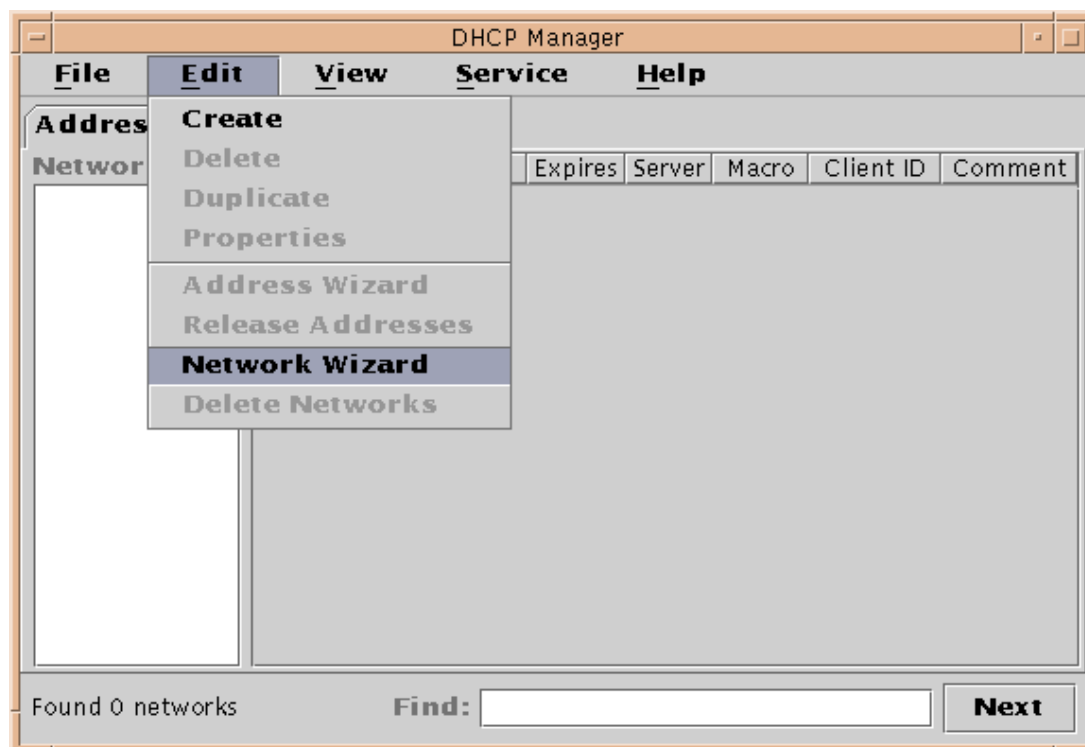 DHCP Manager
File Edit View Service Help
Addres
Create
Networ
Delete
Expires Server Macro Client ID Comment
Duplicate
Properties
Address Wizard
Release Addresses
Network Wizard
Delete Networks
Found 0 networks Find: Next